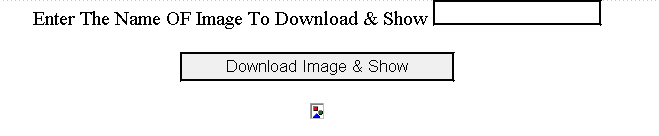 Enter The Name OF Image To Download & Show
Download Image & Show